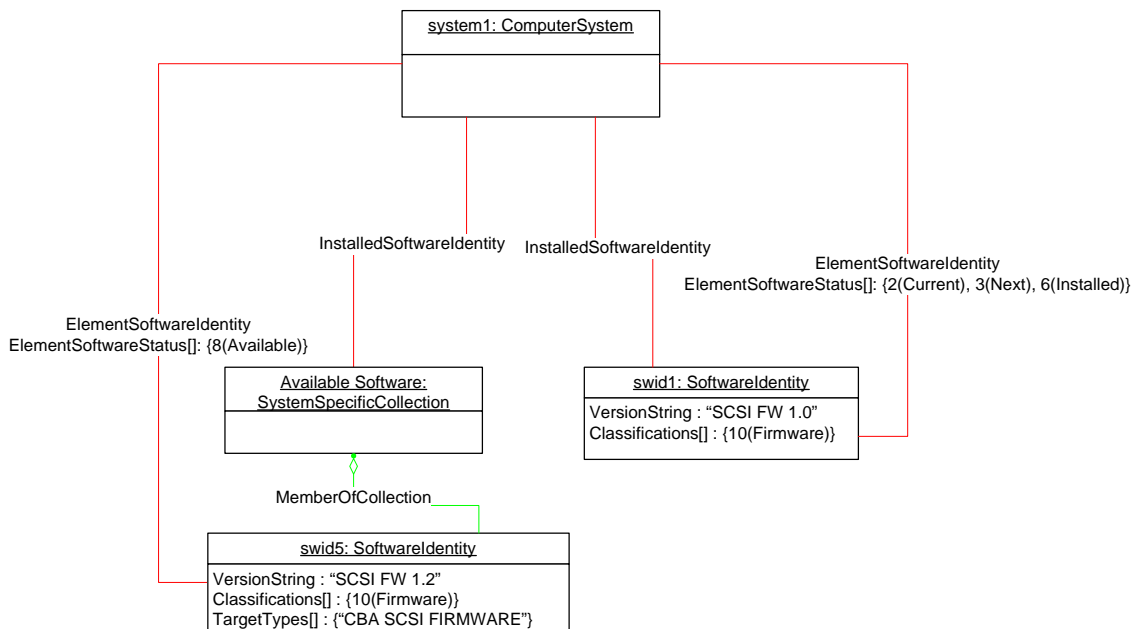 system1: ComputerSystem
InstalledSoftwareIdentity
InstalledSoftwareIdentity
ElementSoftwareIdentity
ElementSoftwareStatus[]: {2(Current), 3(Next), 6(Installed)}
ElementSoftwareIdentity
ElementSoftwareStatus[]: {8(Available)}
Available Software:
SystemSpecificCollection
swid1: SoftwareIdentity
VersionString : “SCSI FW 1.0”
Classifications[] : {10(Firmware)}
MemberOfCollection
swid5: SoftwareIdentity
VersionString : “SCSI FW 1.2”
Classifications[] : {10(Firmware)}
TargetTypes[] : {“CBA SCSI FIRMWARE”}